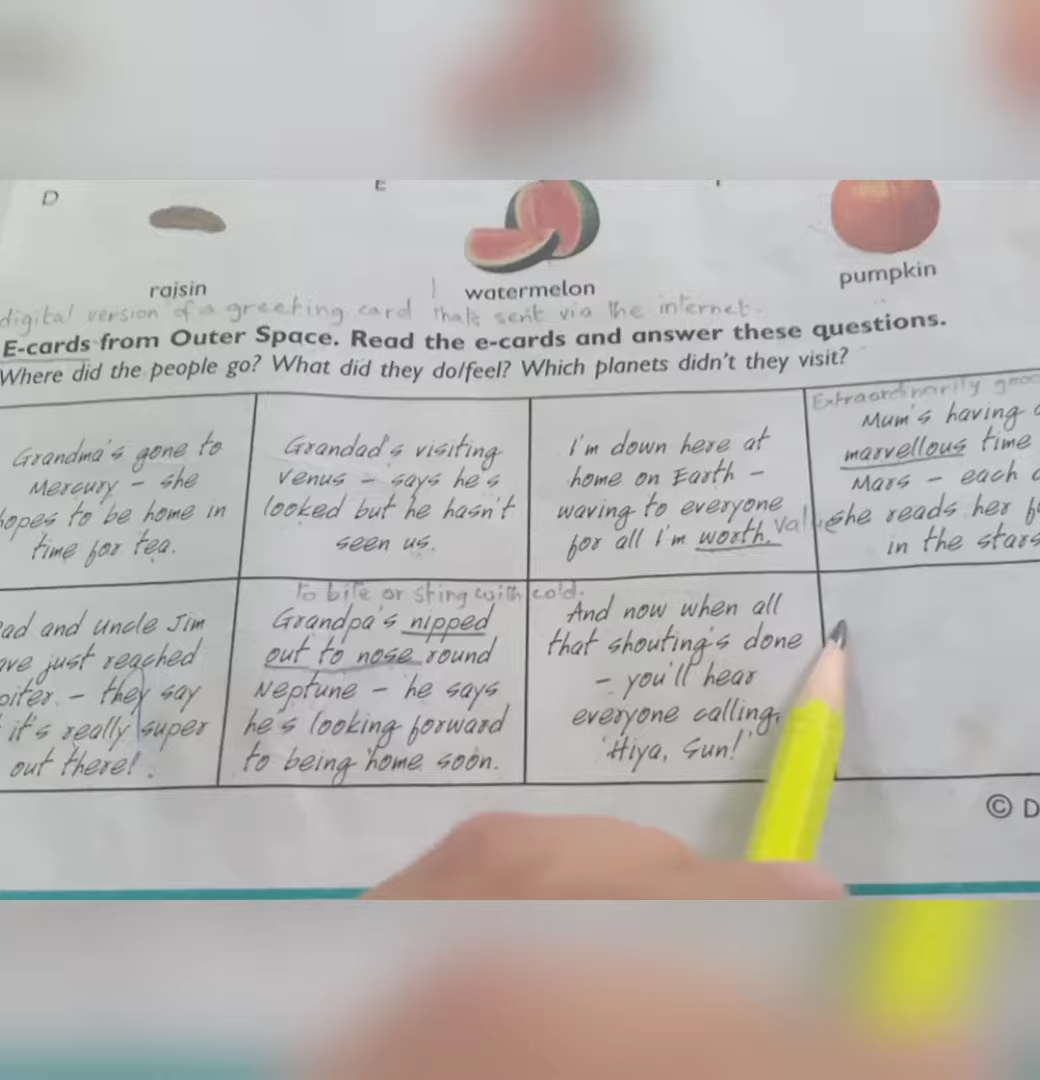 D
E
raisin
watermelon
pumpkin
digital version of a greeting card that's sent via the internet.
E-cards from Outer Space. Read the e-cards and answer these questions.
Where did the people go? What did they do/feel? Which planets didn't they visit?
Grandma's gone to
Mercury – she
hopes to be home in
time for tea.
Grandad's visiting
Venus – says he's
looked but he hasn't
seen us.
I'm down here at
home on Earth –
waving to everyone
for all I'm worth.
value
Extraordinarily
Mum's having
marvellous time
Mars – each
she reads her
in the stars
and Uncle Jim
just reached
– they say
it's really super
out there!
to bite or sting with cold.
Grandpa's nipped
out to nose round
Neptune – he says
he's looking forward
to being home soon.
And now when all
that shouting's done
– you'll hear
everyone calling,
'Hiya, Sun!'
©